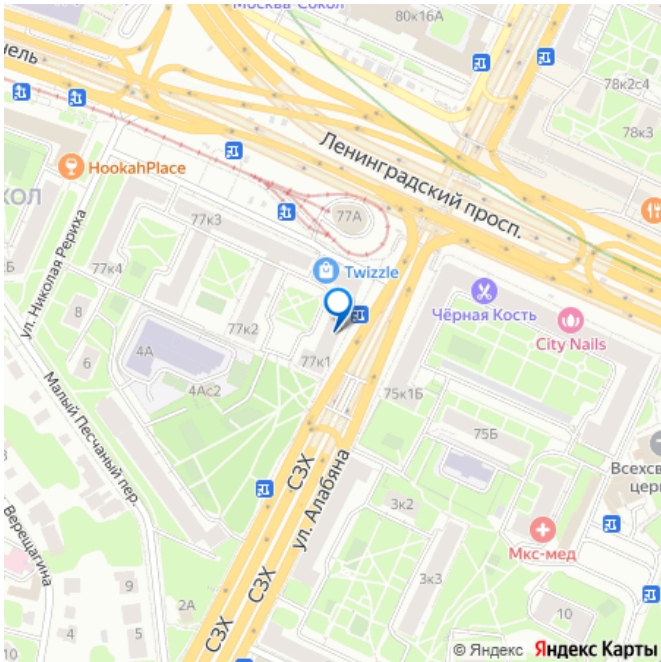 Москва-Сокол
80к16А
78к2с4
78к3
Ленинградский просп.
HookahPlace
77А
77к3
ул. Николая Рериха
77к4
Twizzle
Чёрная Кость
City Nails
8
77к2
77к1
6
4А
4Ас2
75к1Б
75Б
Малый Песчаный пер.
СЗХ
ул. Алабяна
3к2
Мкс-мед
Верещагина
3к3
9
2А
СЗХ
10
4
5
СЗХ
© Яндекс Яндекс Карты